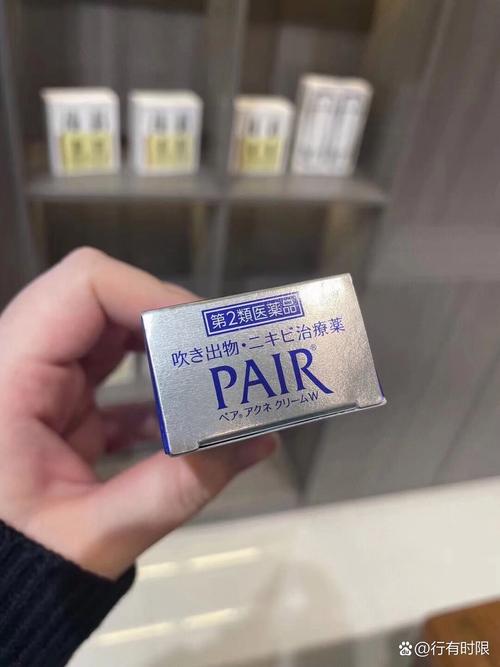 第2類医薬品
吹き出物・ニキビ治療薬
PAIR®
ペア®アクネ クリームW
@行有时限